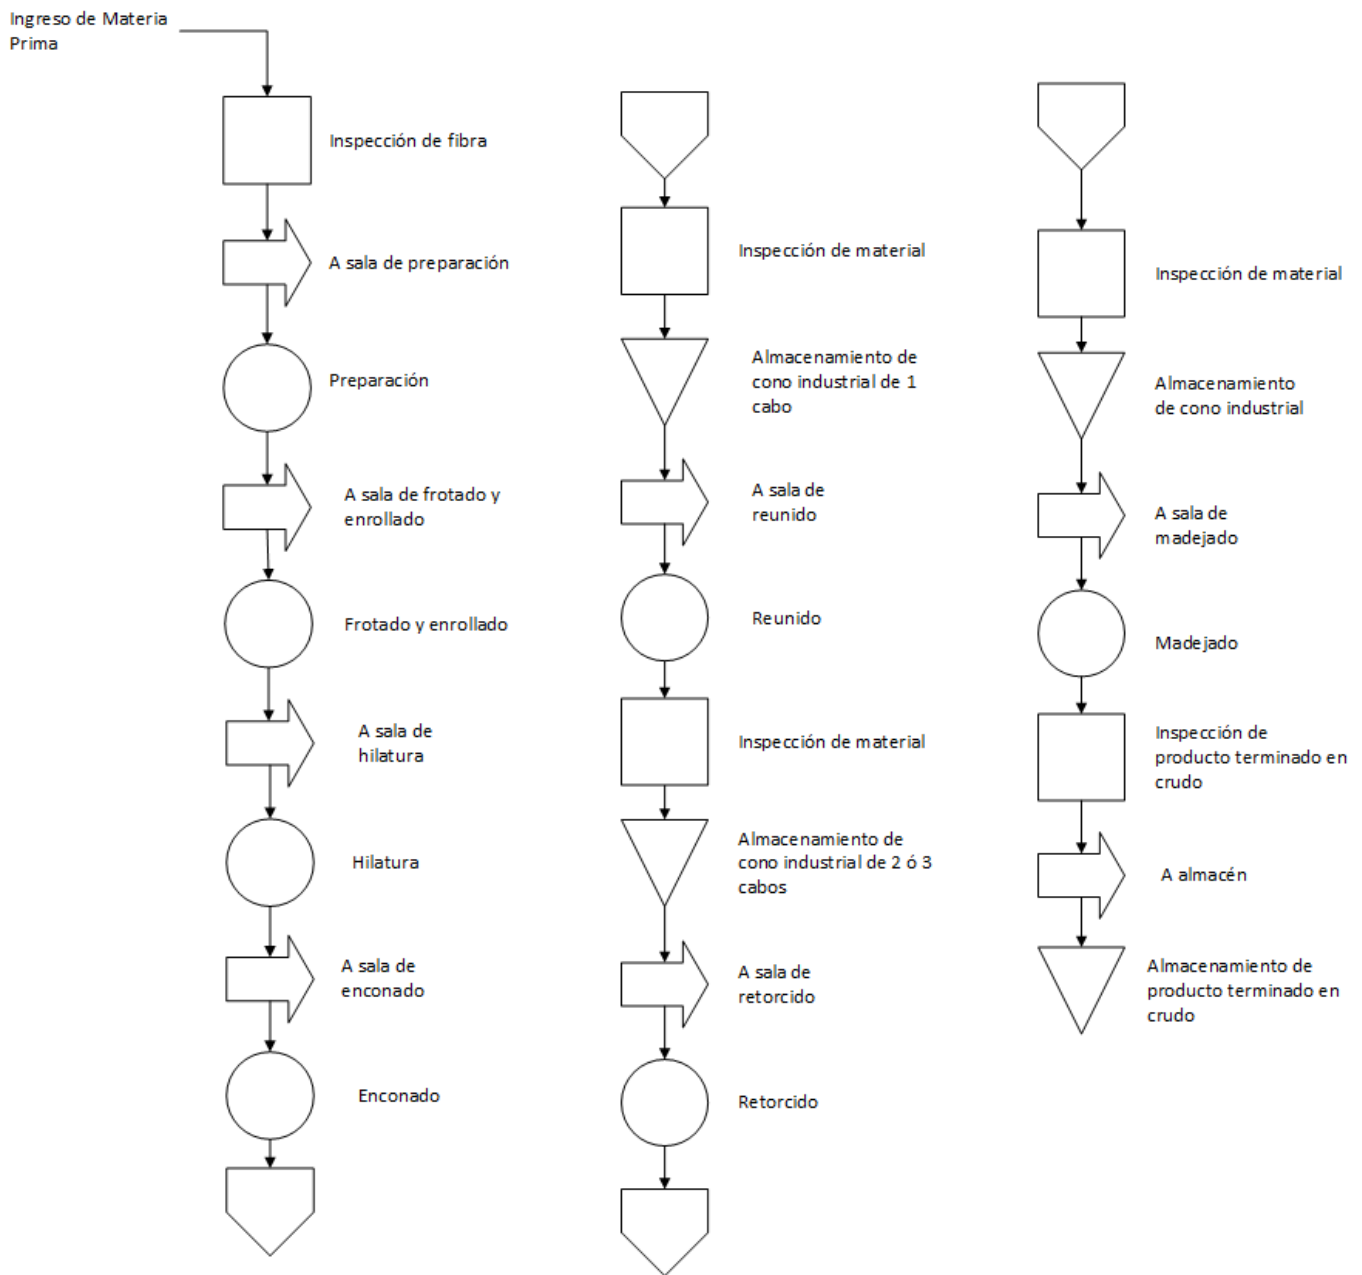 Ingreso de Materia
Prima
Inspección de fibra
A sala de preparación
Preparación
A sala de frotado y
enrollado
Frotado y enrollado
A sala de
hilatura
Hilatura
A sala de
enconado
Enconado
Inspección de material
Almacenamiento de
cono industrial de 1
cabo
A sala de
reunido
Reunido
Inspección de material
Almacenamiento de
cono industrial de 2 ó 3
cabos
A sala de
retorcido
Retorcido
Inspección de material
Almacenamiento
de cono industrial
A sala de
madejado
Madejado
Inspección de
producto terminado en
crudo
A almacén
Almacenamiento de
producto terminado en
crudo